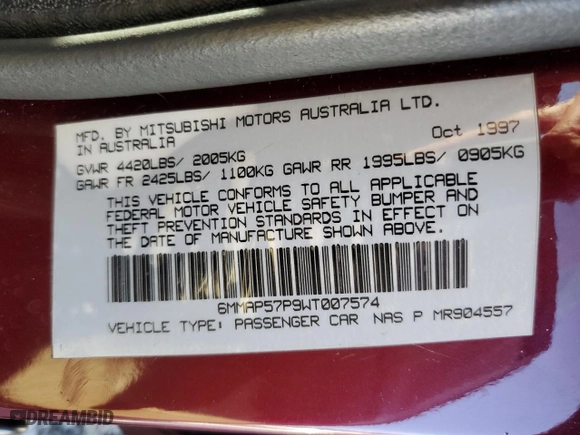 MFD. BY MITSUBISHI MOTORS AUSTRALIA LTD.
IN AUSTRALIA Oct 1997
GVWR 4420LBS/ 2005KG
GAWR FR 2425LBS/ 1100KG GAWR RR 1995LBS/ 0905KG
THIS VEHICLE CONFORMS TO ALL APPLICABLE
FEDERAL MOTOR VEHICLE SAFETY BUMPER AND
THEFT PREVENTION STANDARDS IN EFFECT ON
THE DATE OF MANUFACTURE SHOWN ABOVE.
6MMAP57P9WT007574
VEHICLE TYPE: PASSENGER CAR NAS P MR904557
DREAMBID